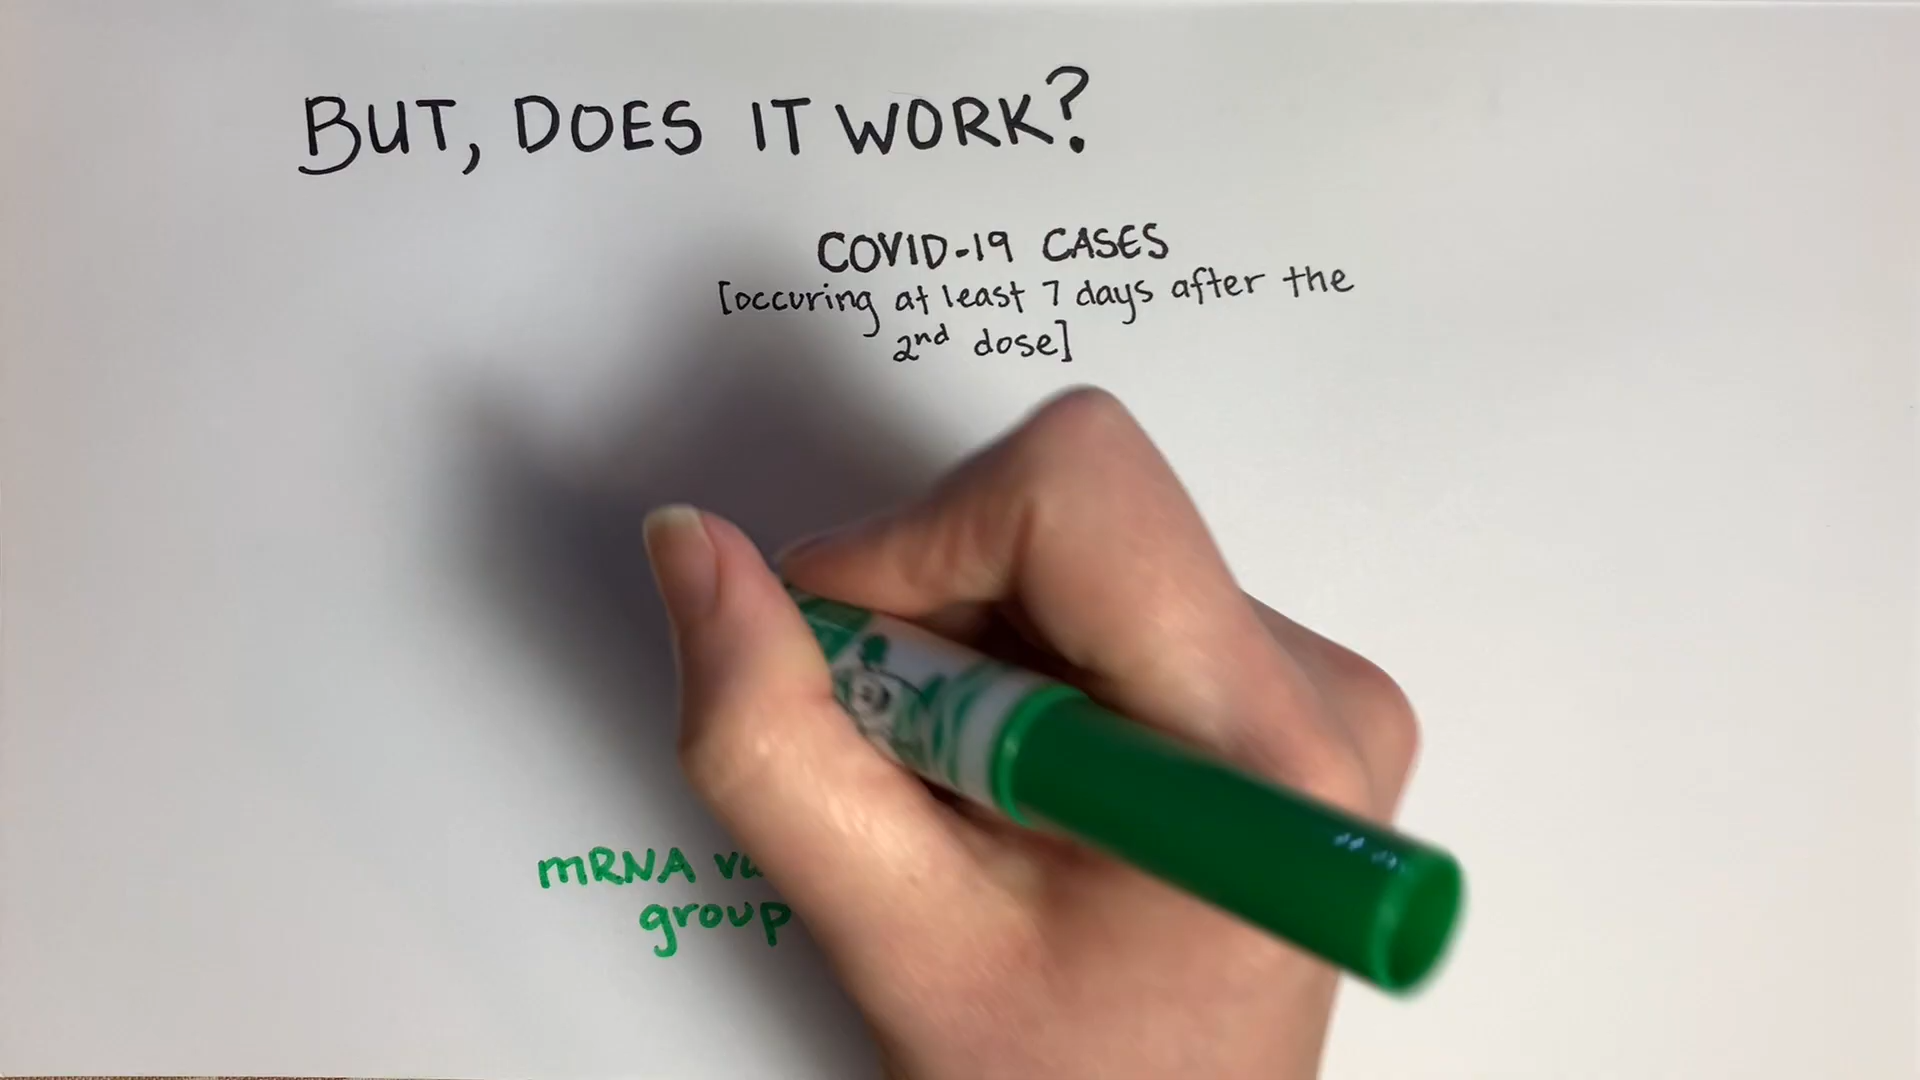 BUT, DOES IT WORK?
COVID-19 CASES
[occuring at least 7 days after the
2nd dose]
mRNA
group